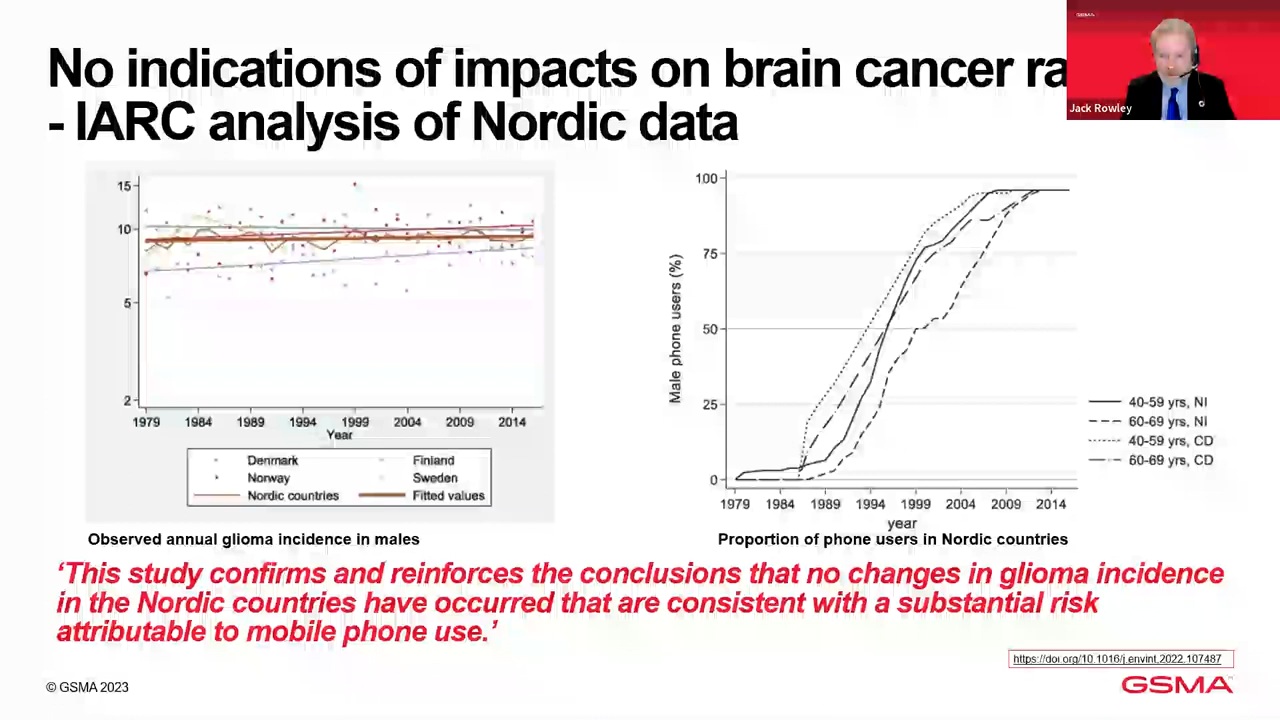 No indications of impacts on brain cancer ra
- IARC analysis of Nordic data
GSMA
Jack Rowley
15
10
5
2
1979 1984 1989 1994 1999 2004 2009 2014
Year
Denmark Finland
Norway Sweden
Nordic countries Fitted values
Observed annual glioma incidence in males
Male phone users (%)
100
75
50
25
0
1979 1984 1989 1994 1999 2004 2009 2014
year
40-59 yrs, NI
60-69 yrs, NI
40-59 yrs, CD
60-69 yrs, CD
Proportion of phone users in Nordic countries
‘This study confirms and reinforces the conclusions that no changes in glioma incidence
in the Nordic countries have occurred that are consistent with a substantial risk
attributable to mobile phone use.’
https://doi.org/10.1016/j.envint.2022.107487
© GSMA 2023
GSMA